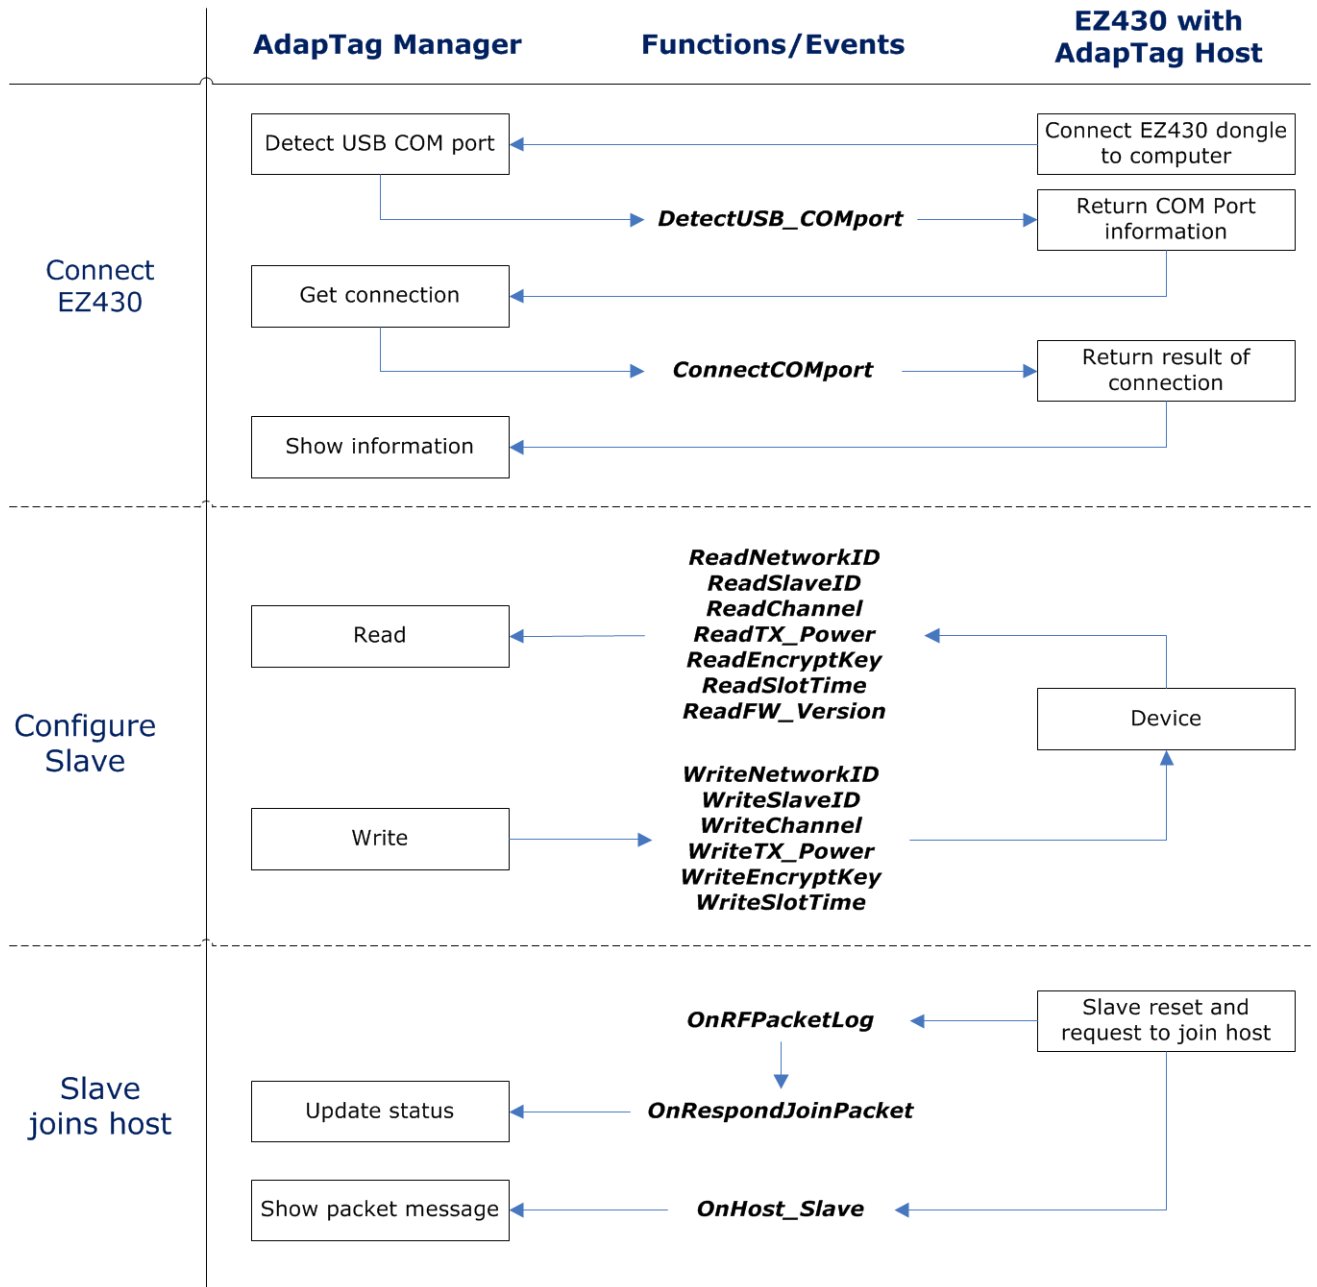 AdapTag Manager
Functions/Events
EZ430 with
AdapTag Host
Connect
EZ430
Detect USB COM port
Connect EZ430 dongle
to computer
DetectUSB_COMport
Return COM Port
information
Get connection
ConnectCOMport
Return result of
connection
Show information
Configure
Slave
Read
ReadNetworkID
ReadSlaveID
ReadChannel
ReadTX_Power
ReadEncryptKey
ReadSlotTime
ReadFW_Version
Device
Write
WriteNetworkID
WriteSlaveID
WriteChannel
WriteTX_Power
WriteEncryptKey
WriteSlotTime
Slave
joins host
OnRFPacketLog
Slave reset and
request to join host
Update status
OnRespondJoinPacket
Show packet message
OnHost_Slave